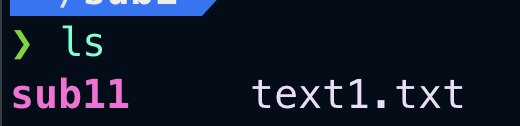 ❯ ls
sub11 text1.txt